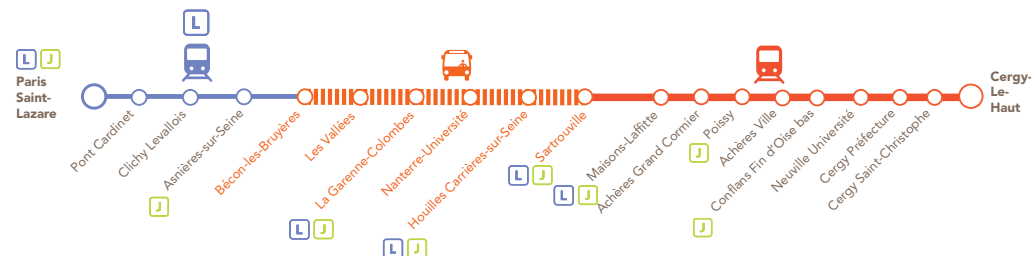 L
L J
Paris
Saint-
Lazare
Pont Cardinet
Clichy Levallois
Asnières-sur-Seine
J
Bécon-les-Bruyères
L J
Les Vallées
La Garenne-Colombes
Nanterre-Université
L J
Houilles Carrières-sur-Seine
Sartrouville
L J
L J
Maisons-Laffitte
Achères Grand Cormier
Poissy
J
Achères Ville
Conflans Fin d'Oise bas
J
Neuville Université
Cergy Préfecture
Cergy Saint-Christophe
Cergy-
Le-
Haut